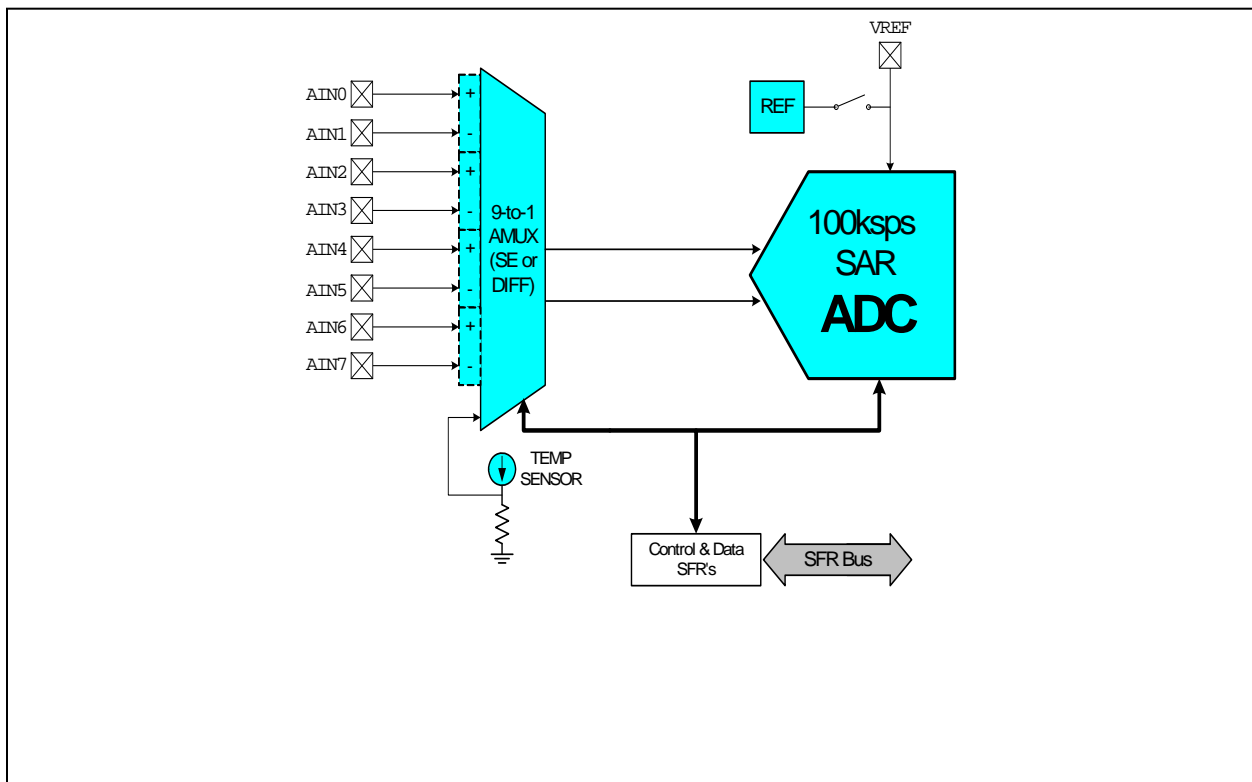 VREF
REF
AIN0
AIN1
AIN2
AIN3
AIN4
AIN5
AIN6
AIN7
+
-
+
-
+
-
+
-
9-to-1
AMUX
(SE or
DIFF)
100ksps
SAR
ADC
TEMP
SENSOR
Control & Data
SFR's
SFR Bus